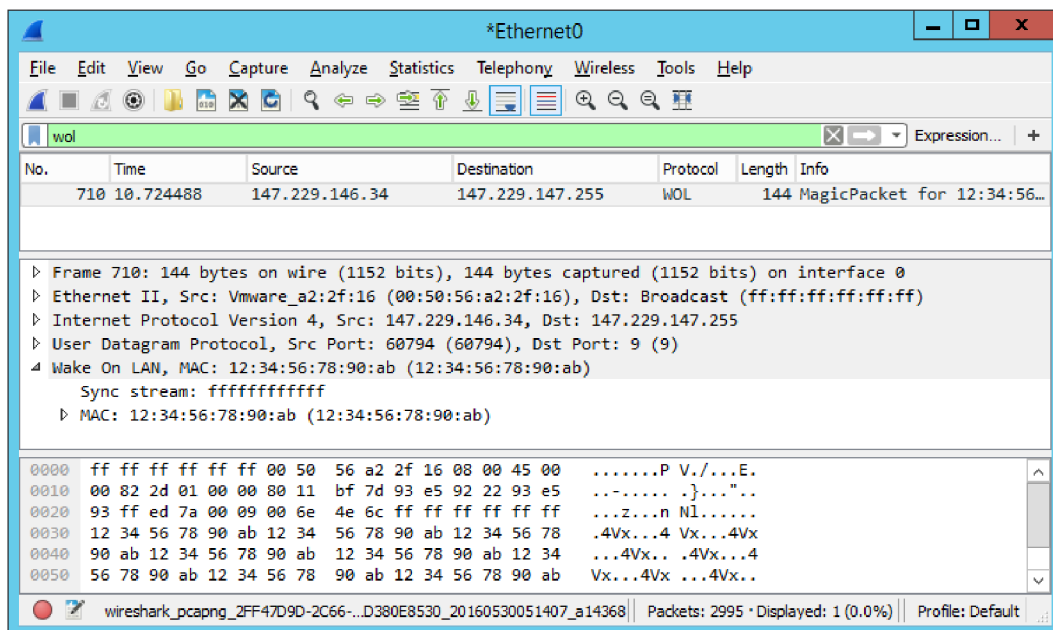 *Ethernet0
File Edit View Go Capture Analyze Statistics Telephony Wireless Tools Help
wol Expression... +
No. Time Source Destination Protocol Length Info
710 10.724488 147.229.146.34 147.229.147.255 WOL 144 MagicPacket for 12:34:56…
Frame 710: 144 bytes on wire (1152 bits), 144 bytes captured (1152 bits) on interface 0
Ethernet II, Src: Vmware_a2:2f:16 (00:50:56:a2:2f:16), Dst: Broadcast (ff:ff:ff:ff:ff:ff)
Internet Protocol Version 4, Src: 147.229.146.34, Dst: 147.229.147.255
User Datagram Protocol, Src Port: 60794 (60794), Dst Port: 9 (9)
Wake On LAN, MAC: 12:34:56:78:90:ab (12:34:56:78:90:ab)
Sync stream: ffffffffffff
MAC: 12:34:56:78:90:ab (12:34:56:78:90:ab)
0000 ff ff ff ff ff ff 00 50 56 a2 2f 16 08 00 45 00 .......P V./...E.
0010 00 82 2d 01 00 00 80 11 bf 7d 93 e5 92 22 93 e5 ..-..... .}..."..
0020 93 ff ed 7a 00 09 00 6e 4e 6c ff ff ff ff ff ff ...z...n Nl......
0030 12 34 56 78 90 ab 12 34 56 78 90 ab 12 34 56 78 .4Vx...4 Vx...4Vx
0040 90 ab 12 34 56 78 90 ab 12 34 56 78 90 ab 12 34 ...4Vx.. .4Vx...4
0050 56 78 90 ab 12 34 56 78 90 ab 12 34 56 78 90 ab Vx...4Vx ...4Vx..
wireshark_pcapng_2FF47D9D-2C66-...D380E8530_20160530051407_a14368 Packets: 2995 · Displayed: 1 (0.0%) Profile: Default